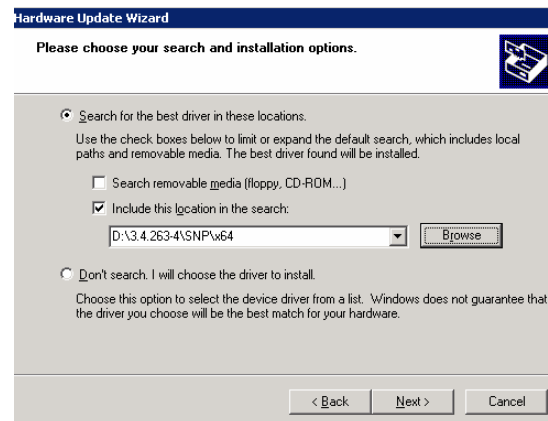 Hardware Update Wizard
Please choose your search and installation options.
Search for the best driver in these locations.
Use the check boxes below to limit or expand the default search, which includes local
paths and removable media. The best driver found will be installed.
Search removable media (floppy, CD-ROM...)
Include this location in the search:
D:\3.4.263-4\SNP\x64
Browse
Don't search. I will choose the driver to install.
Choose this option to select the device driver from a list. Windows does not guarantee that
the driver you choose will be the best match for your hardware.
< Back
Next >
Cancel